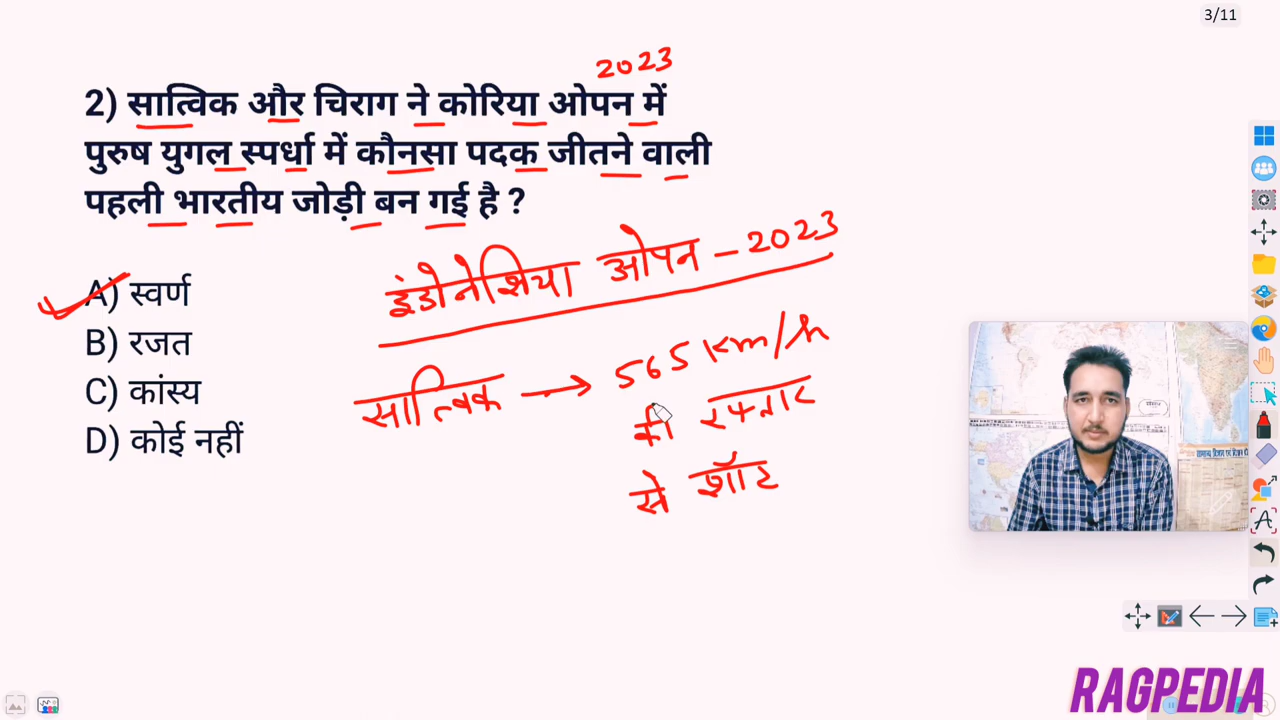 3/11
2023
2) सात्विक और चिराग ने कोरिया ओपन में
पुरुष युगल स्पर्धा में कौनसा पदक जीतने वाली
पहली भारतीय जोड़ी बन गई है ?
इंडोनेशिया ओपन – 2023
A) स्वर्ण
B) रजत
C) कांस्य
D) कोई नहीं
सात्विक → 565 km/h
की रफ्तार
से शॉट
RAGPEDIA